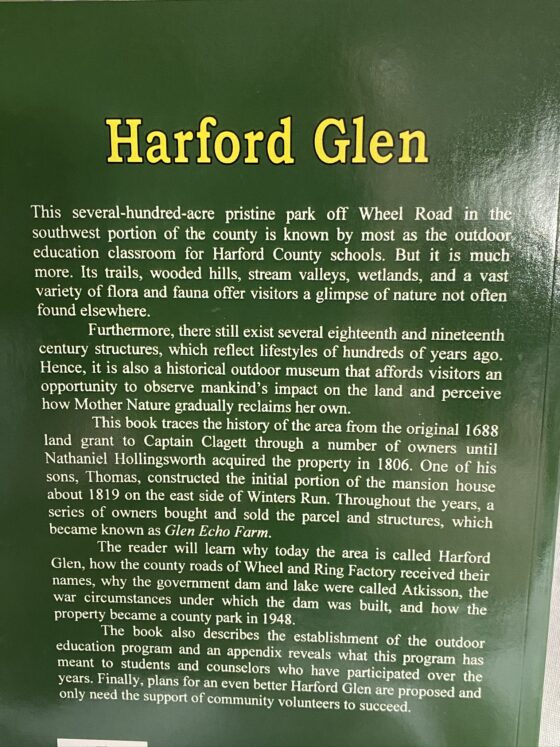 Harford Glen
This several-hundred-acre pristine park off Wheel Road in the
southwest portion of the county is known by most as the outdoor
education classroom for Harford County schools. But it is much
more. Its trails, wooded hills, stream valleys, wetlands, and a vast
variety of flora and fauna offer visitors a glimpse of nature not often
found elsewhere.
Furthermore, there still exist several eighteenth and nineteenth
century structures, which reflect lifestyles of hundreds of years ago.
Hence, it is also a historical outdoor museum that affords visitors an
opportunity to observe mankind's impact on the land and perceive
how Mother Nature gradually reclaims her own.
This book traces the history of the area from the original 1688
land grant to Captain Clagett through a number of owners until
Nathaniel Hollingsworth acquired the property in 1806. One of his
sons, Thomas, constructed the initial portion of the mansion house
about 1819 on the east side of Winters Run. Throughout the years, a
series of owners bought and sold the parcel and structures, which
became known as Glen Echo Farm.
The reader will learn why today the area is called Harford
Glen, how the county roads of Wheel and Ring Factory received their
names, why the government dam and lake were called Atkisson, the
war circumstances under which the dam was built, and how the
property became a county park in 1948.
The book also describes the establishment of the outdoor
education program and an appendix reveals what this program has
meant to students and counselors who have participated over the
years. Finally, plans for an even better Harford Glen are proposed and
only need the support of community volunteers to succeed.